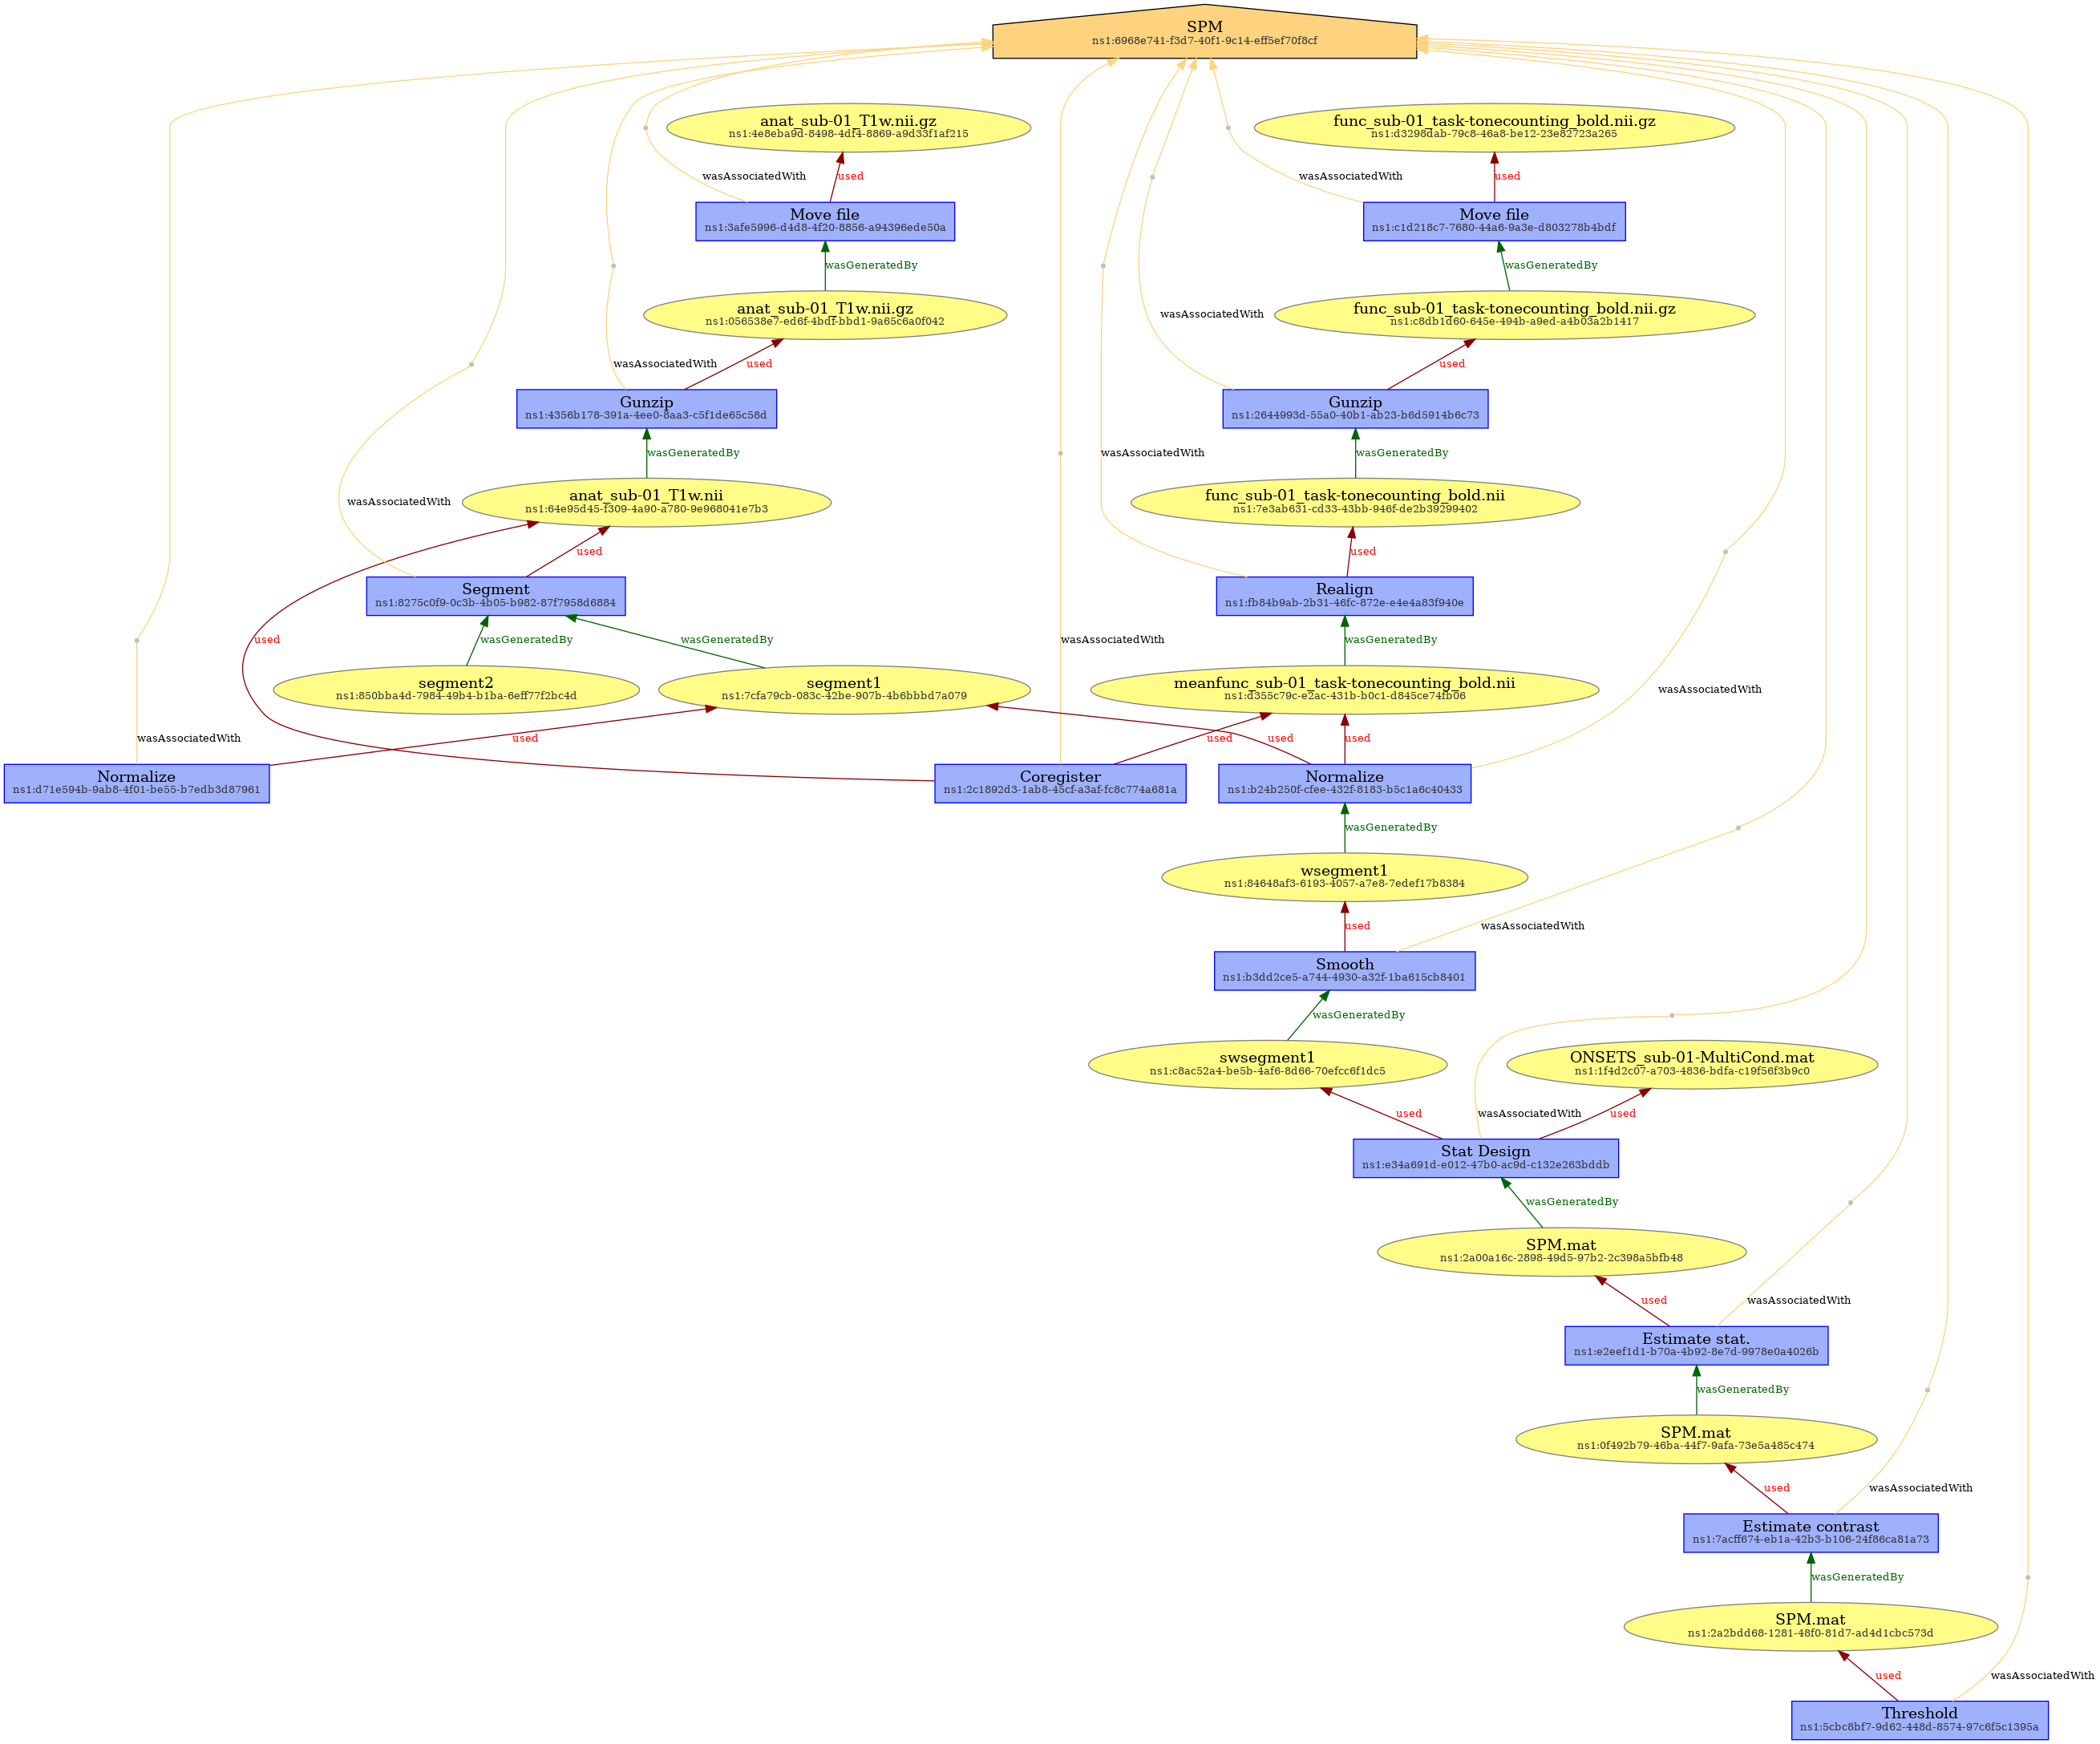 SPM
ns1:6968e741-f3d7-40f1-9c14-eff5ef70f8cf
anat_sub-01_T1w.nii.gz
ns1:4e8eba9d-8498-4df4-8869-a9d33f1af215
func_sub-01_task-tonecounting_bold.nii.gz
ns1:d3298dab-79c8-46a8-be12-23e82723a265
wasAssociatedWith
used
wasAssociatedWith
used
Move file
ns1:3afe5996-d4d8-4f20-8856-a94396ede50a
Move file
ns1:c1d218c7-7680-44a6-9a3e-d803278b4bdf
wasGeneratedBy
wasGeneratedBy
anat_sub-01_T1w.nii.gz
ns1:056538e7-ed6f-4bdf-bbd1-9a65c6a0f042
wasAssociatedWith
func_sub-01_task-tonecounting_bold.nii.gz
ns1:c8db1d60-645e-494b-a9ed-a4b03a2b1417
wasAssociatedWith
used
used
Gunzip
ns1:4356b178-391a-4ee0-8aa3-c5f1de65c58d
Gunzip
ns1:2644993d-55a0-40b1-ab23-b6d5914b6c73
wasGeneratedBy
wasAssociatedWith
wasGeneratedBy
wasAssociatedWith
anat_sub-01_T1w.nii
ns1:64e95d45-f309-4a90-a780-9e968041e7b3
func_sub-01_task-tonecounting_bold.nii
ns1:7e3ab631-cd33-43bb-946f-de2b39299402
used
used
Segment
ns1:8275c0f9-0c3b-4b05-b982-87f7958d6884
Realign
ns1:fb84b9ab-2b31-46fc-872e-e4e4a83f940e
used
wasGeneratedBy
wasGeneratedBy
wasAssociatedWith
wasGeneratedBy
segment2
ns1:850bba4d-7984-49b4-b1ba-6eff77f2bc4d
segment1
ns1:7cfa79cb-083c-42be-907b-4b6bbbd7a079
meanfunc_sub-01_task-tonecounting_bold.nii
ns1:d355c79c-e2ac-431b-b0c1-d845ce74fb06
wasAssociatedWith
wasAssociatedWith
used
used
used
used
Normalize
ns1:d71e594b-9ab8-4f01-be55-b7edb3d87961
Coregister
ns1:2c1892d3-1ab8-45cf-a3af-fc8c774a681a
Normalize
ns1:b24b250f-cfee-432f-8183-b5c1a6c40433
wasGeneratedBy
wsegment1
ns1:84648af3-6193-4057-a7e8-7edef17b8384
used
wasAssociatedWith
Smooth
ns1:b3dd2ce5-a744-4930-a32f-1ba615cb8401
wasGeneratedBy
swsegment1
ns1:c8ac52a4-be5b-4af6-8d66-70efcc6f1dc5
ONSETS_sub-01-MultiCond.mat
ns1:1f4d2c07-a703-4836-bdfa-c19f56f3b9c0
used
wasAssociatedWith
used
Stat Design
ns1:e34a691d-e012-47b0-ac9d-c132e263bddb
wasGeneratedBy
SPM.mat
ns1:2a00a16c-2898-49d5-97b2-2c398a5bfb48
used
wasAssociatedWith
Estimate stat.
ns1:e2eef1d1-b70a-4b92-8e7d-9978e0a4026b
wasGeneratedBy
SPM.mat
ns1:0f492b79-46ba-44f7-9afa-73e5a485c474
used
wasAssociatedWith
Estimate contrast
ns1:7acff674-eb1a-42b3-b106-24f86ca81a73
wasGeneratedBy
SPM.mat
ns1:2a2bdd68-1281-48f0-81d7-ad4d1cbc573d
used
wasAssociatedWith
Threshold
ns1:5cbc8bf7-9d62-448d-8574-97c6f5c1395a